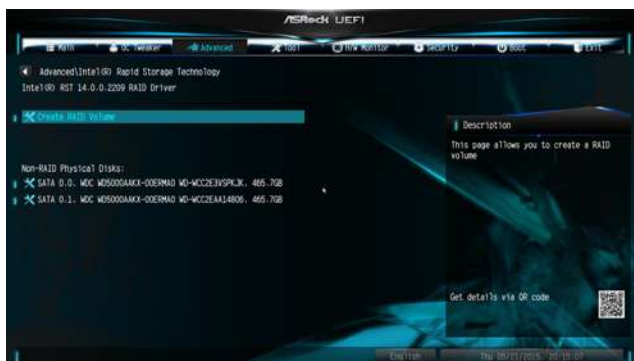 ASRock UEFI
Main OC Tweaker Advanced Tool H/W Monitor Security Boot Exit
Advanced\Intel(R) Rapid Storage Technology
Intel(R) RST 14.0.0.2209 RAID Driver
Create RAID Volume
Description
This page allows you to create a RAID
volume
Non-RAID Physical Disks:
SATA 0.0, WDC WD5000AAKX-00ERMA0 WD-WCC2E3VSPKJK, 465.7GB
SATA 0.1, WDC WD5000AAKX-00ERMA0 WD-WCC2EAA14806, 465.7GB
Get details via QR code
English